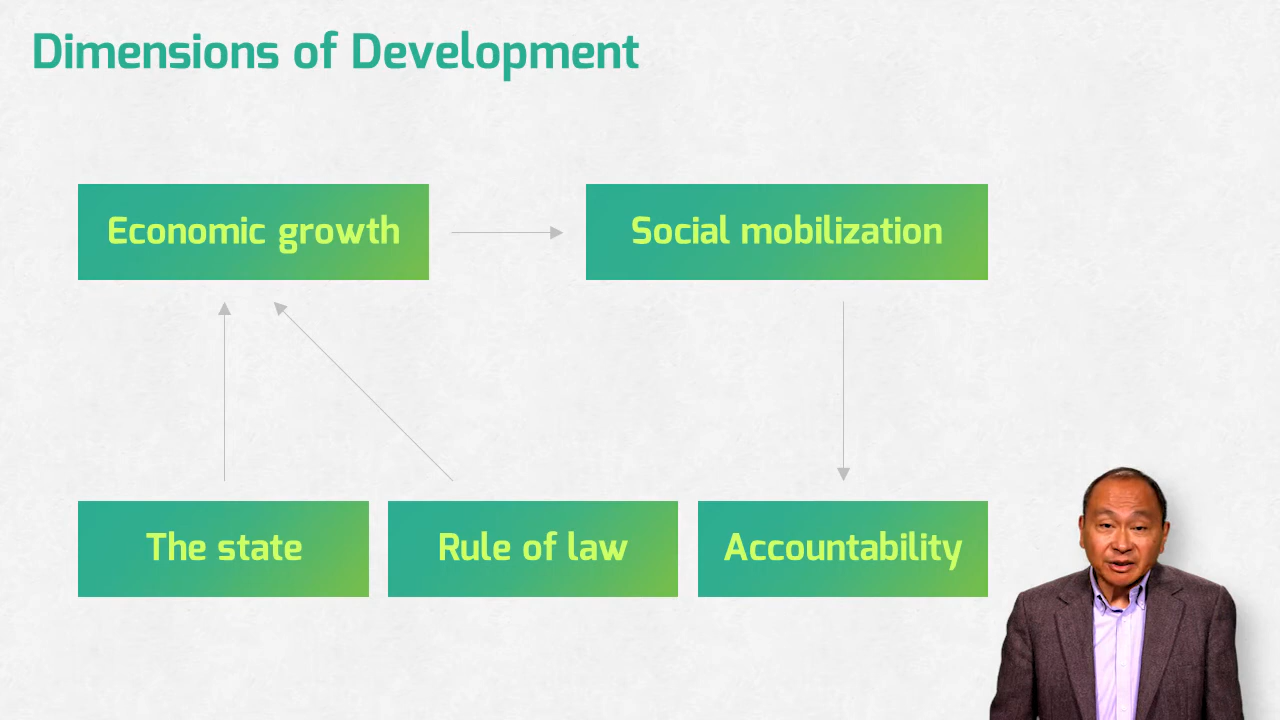 Dimensions of Development
Economic growth
Social mobilization
The state
Rule of law
Accountability